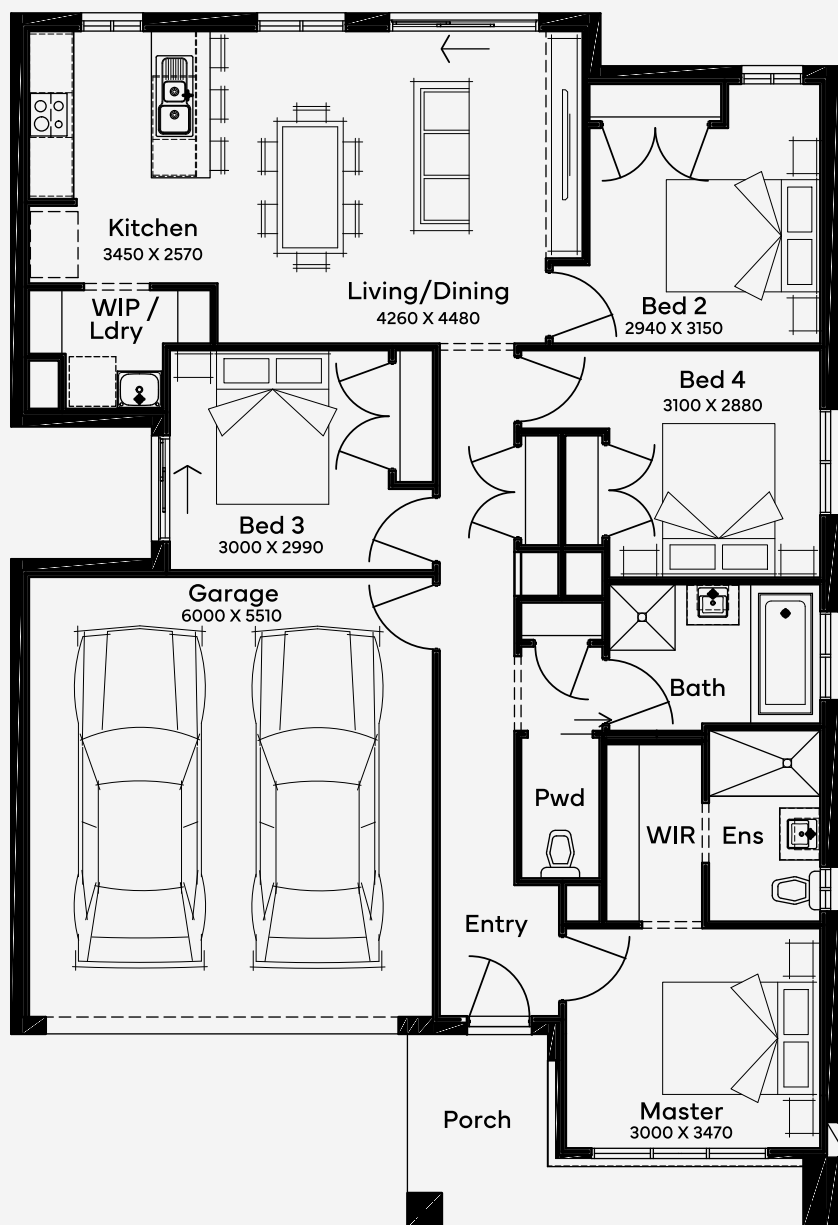 Kitchen
3450 X 2570
WIP /
Ldry
Living/Dining
4260 X 4480
Bed 2
2940 X 3150
Bed 4
3100 X 2880
Bed 3
3000 X 2990
Garage
6000 X 5510
Bath
Pwd
WIR
Ens
Entry
Master
3000 X 3470
Porch